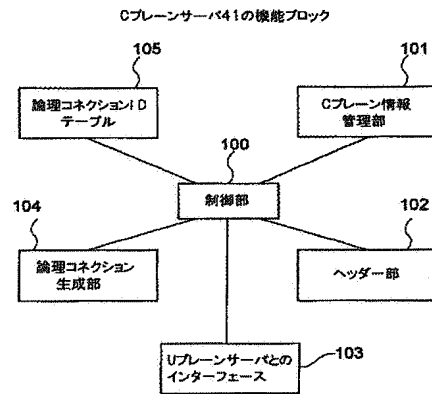 Cプレーンサーバ41の機能ブロック
105
101
論理コネクションID
テーブル
Cプレーン情報
管理部
100
制御部
104
102
論理コネクション
生成部
ヘッダー部
Uプレーンサーバとの
インターフェース
103